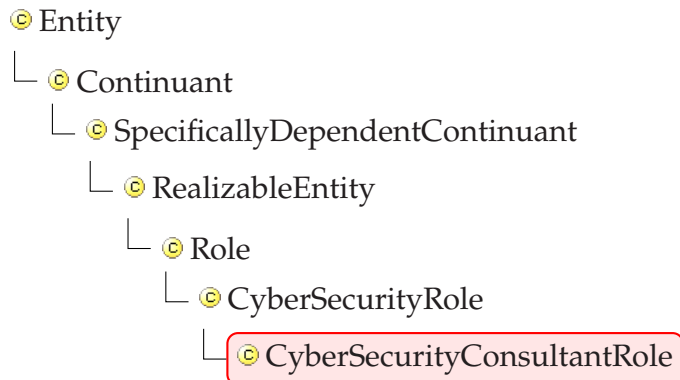 Entity
Continuant
SpecificallyDependentContinuant
RealizableEntity
Role
CyberSecurityRole
CyberSecurityConsultantRole